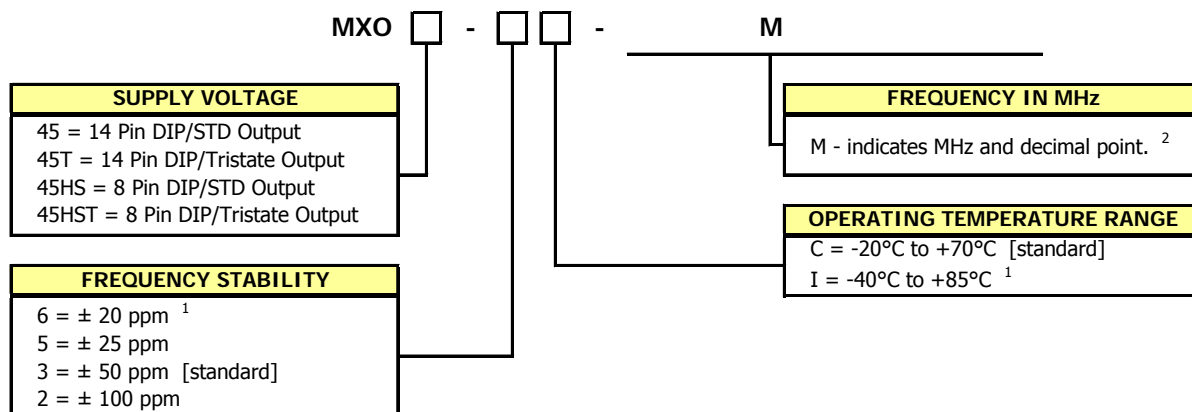 MXO - - M
SUPPLY VOLTAGE
45 = 14 Pin DIP/STD Output
45T = 14 Pin DIP/Tristate Output
45HS = 8 Pin DIP/STD Output
45HST = 8 Pin DIP/Tristate Output
FREQUENCY IN MHz
M - indicates MHz and decimal point. 2
OPERATING TEMPERATURE RANGE
C = -20°C to +70°C [standard]
I = -40°C to +85°C 1
FREQUENCY STABILITY
6 = ± 20 ppm 1
5 = ± 25 ppm
3 = ± 50 ppm [standard]
2 = ± 100 ppm